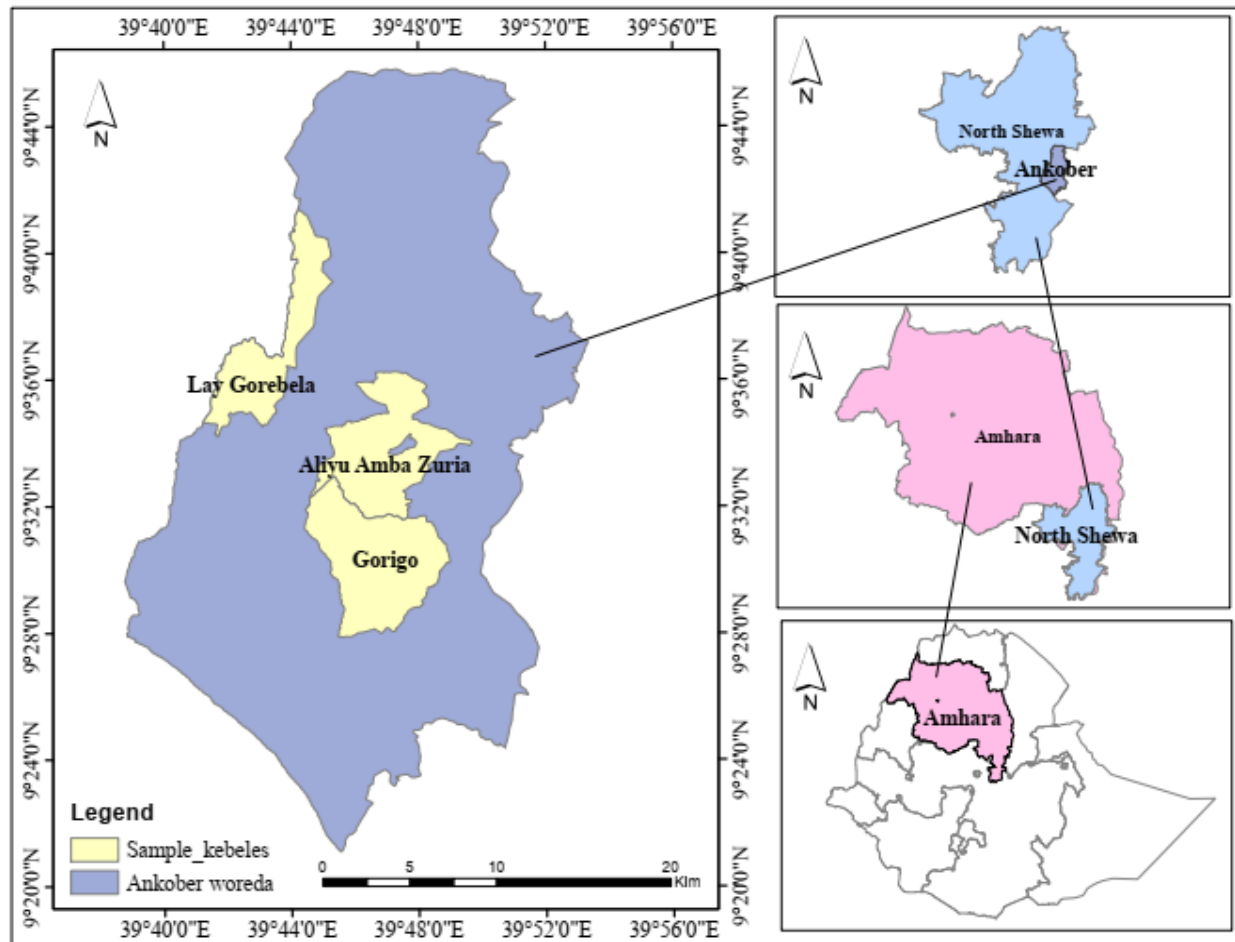 39°40'0"E 39°44'0"E 39°48'0"E 39°52'0"E 39°56'0"E
9°44'0"N
9°40'0"N
9°36'0"N
9°32'0"N
9°28'0"N
9°24'0"N
9°20'0"N
N
Lay Gorebela
Aliyu Amba Zuria
Gorigo
Legend
Sample_kebeles
Ankober woreda
0 5 10 20
Klm
9°44'0"N
9°40'0"N
9°36'0"N
9°32'0"N
9°28'0"N
9°24'0"N
9°20'0"N
39°40'0"E 39°44'0"E 39°48'0"E 39°52'0"E 39°56'0"E
N
North Shewa
Ankober
N
Amhara
North Shewa
N
Amhara